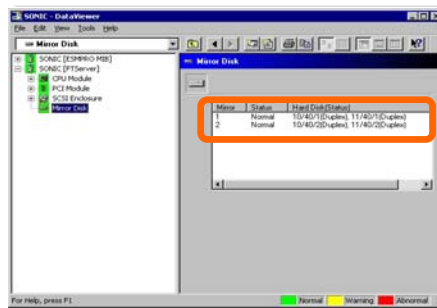 SONIC - DataViewer
File Edit View Tools Help
Mirror Disk
SONIC [ESMPRO MIB]
SONIC [FTServer]
CPU Module
PCI Module
SCSI Enclosure
Mirror Disk
Mirror Disk
Mirror Status Hard Disk(Status)
1 Normal 10/40/1(Duplex), 11/40/1(Duplex)
2 Normal 10/40/2(Duplex), 11/40/2(Duplex)
For Help, press F1
Normal Warning Abnormal